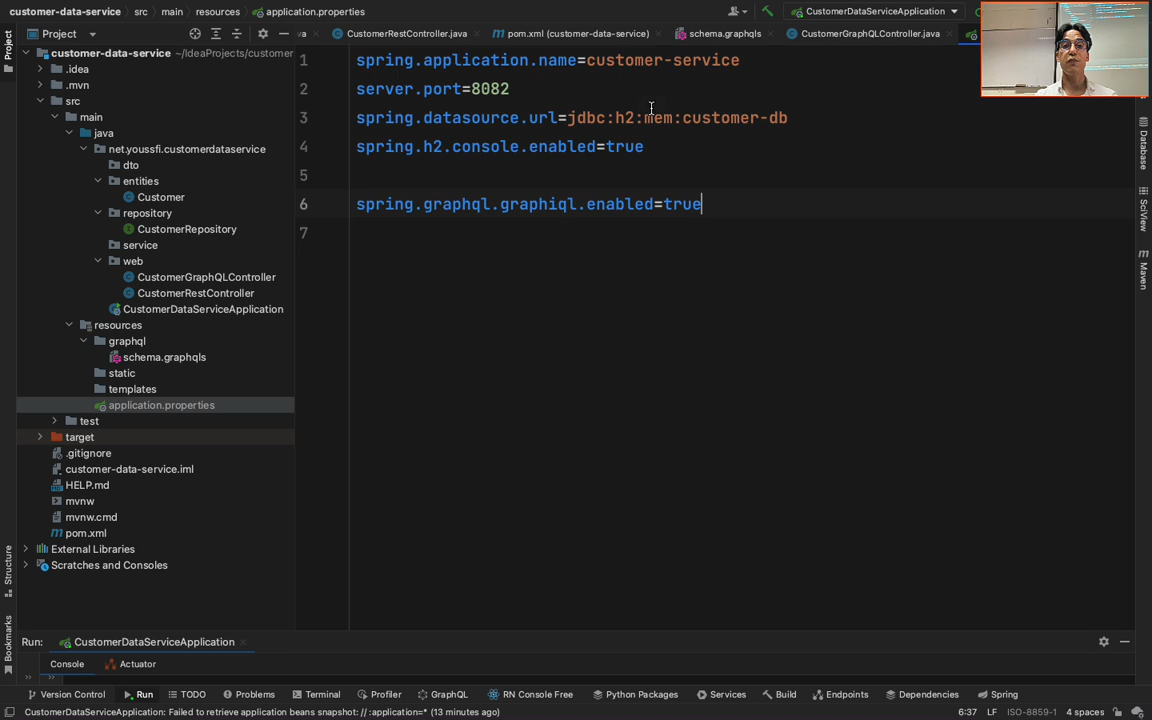 customer-data-service src main resources application.properties
CustomerDataServiceApplication
Project
CustomerRestController.java
pom.xml (customer-data-service)
schema.graphqls
CustomerGraphQLController.java
Project
customer-data-service ~/IdeaProjects/customer
.idea
.mvn
src
main
java
net.youssfi.customerdataservice
dto
entities
Customer
repository
CustomerRepository
service
web
CustomerGraphQLController
CustomerRestController
CustomerDataServiceApplication
resources
graphql
schema.graphqls
static
templates
application.properties
test
target
.gitignore
customer-data-service.iml
HELP.md
mvnw
mvnw.cmd
pom.xml
External Libraries
Scratches and Consoles
1 spring.application.name=customer-service
2 server.port=8082
3 spring.datasource.url=jdbc:h2:mem:customer-db
4 spring.h2.console.enabled=true
5
6 spring.graphql.graphiql.enabled=true
7
Database
SciView
Maven
Structure
Bookmarks
Run: CustomerDataServiceApplication
Console Actuator
Version Control Run TODO Problems Terminal Profiler GraphQL RN Console Free Python Packages Services Build Endpoints Dependencies Spring
CustomerDataServiceApplication: Failed to retrieve application beans snapshot: // :application=* (13 minutes ago) 6:37 LF ISO-8859-1 4 spaces